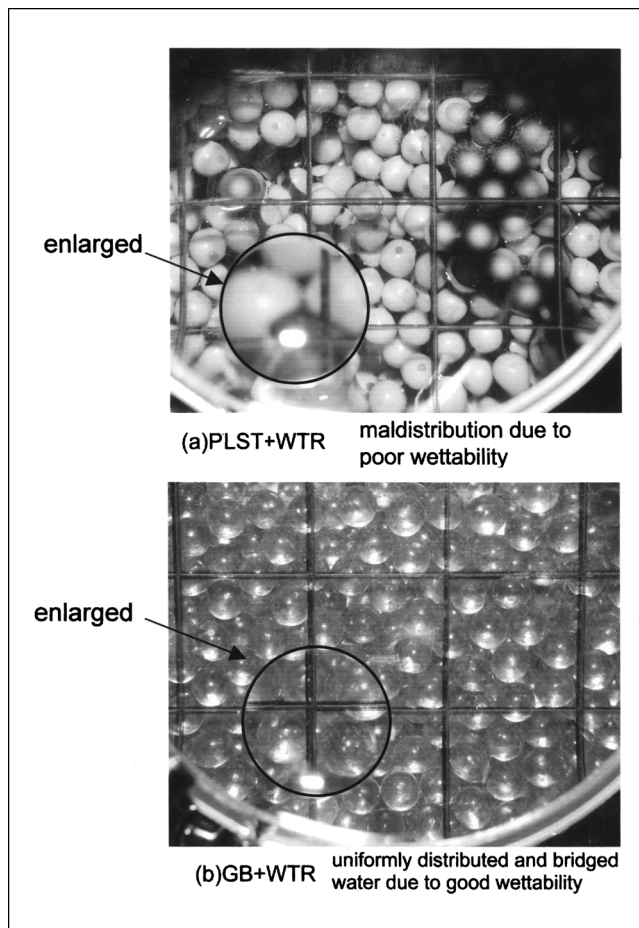 enlarged
(a)PLST+WTR
maldistribution due to
poor wettability
enlarged
(b)GB+WTR
uniformly distributed and bridged
water due to good wettability